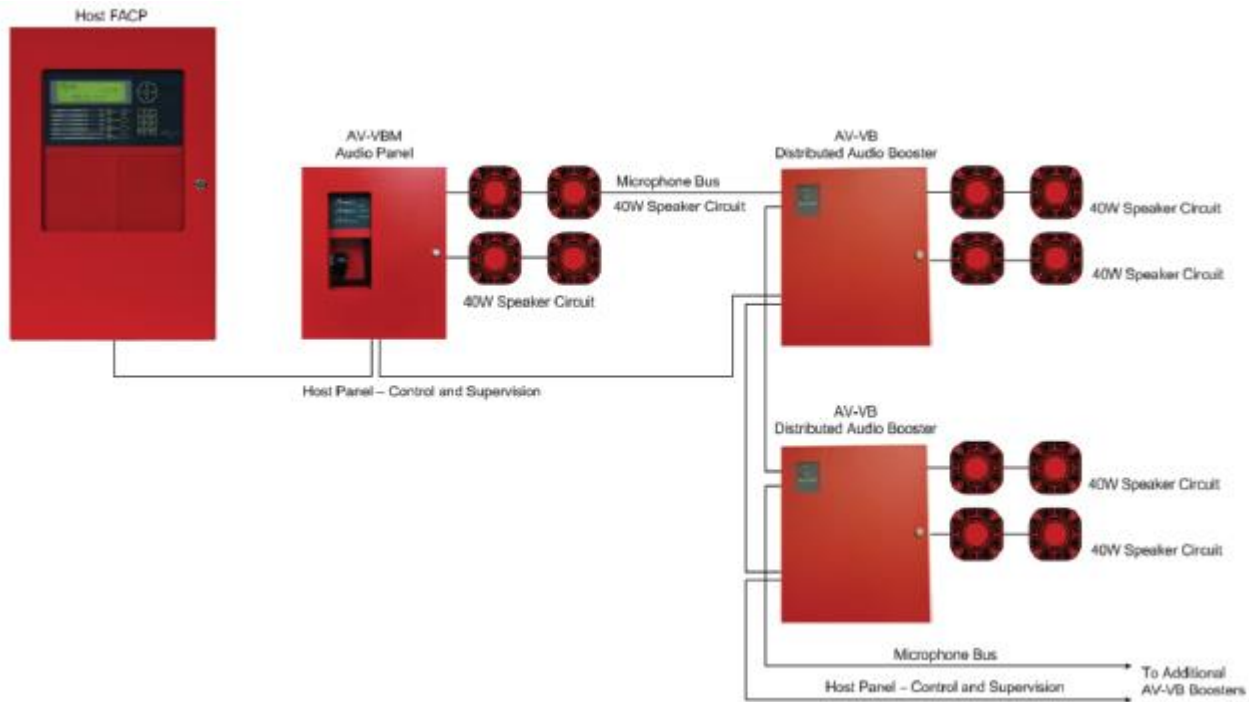 Host FACP
AV-VBM
Audio Panel
AV-VB
Distributed Audio Booster
Microphone Bus
40W Speaker Circuit
40W Speaker Circuit
40W Speaker Circuit
40W Speaker Circuit
Host Panel – Control and Supervision
AV-VB
Distributed Audio Booster
40W Speaker Circuit
40W Speaker Circuit
Microphone Bus
Host Panel – Control and Supervision
To Additional
AV-VB Boosters